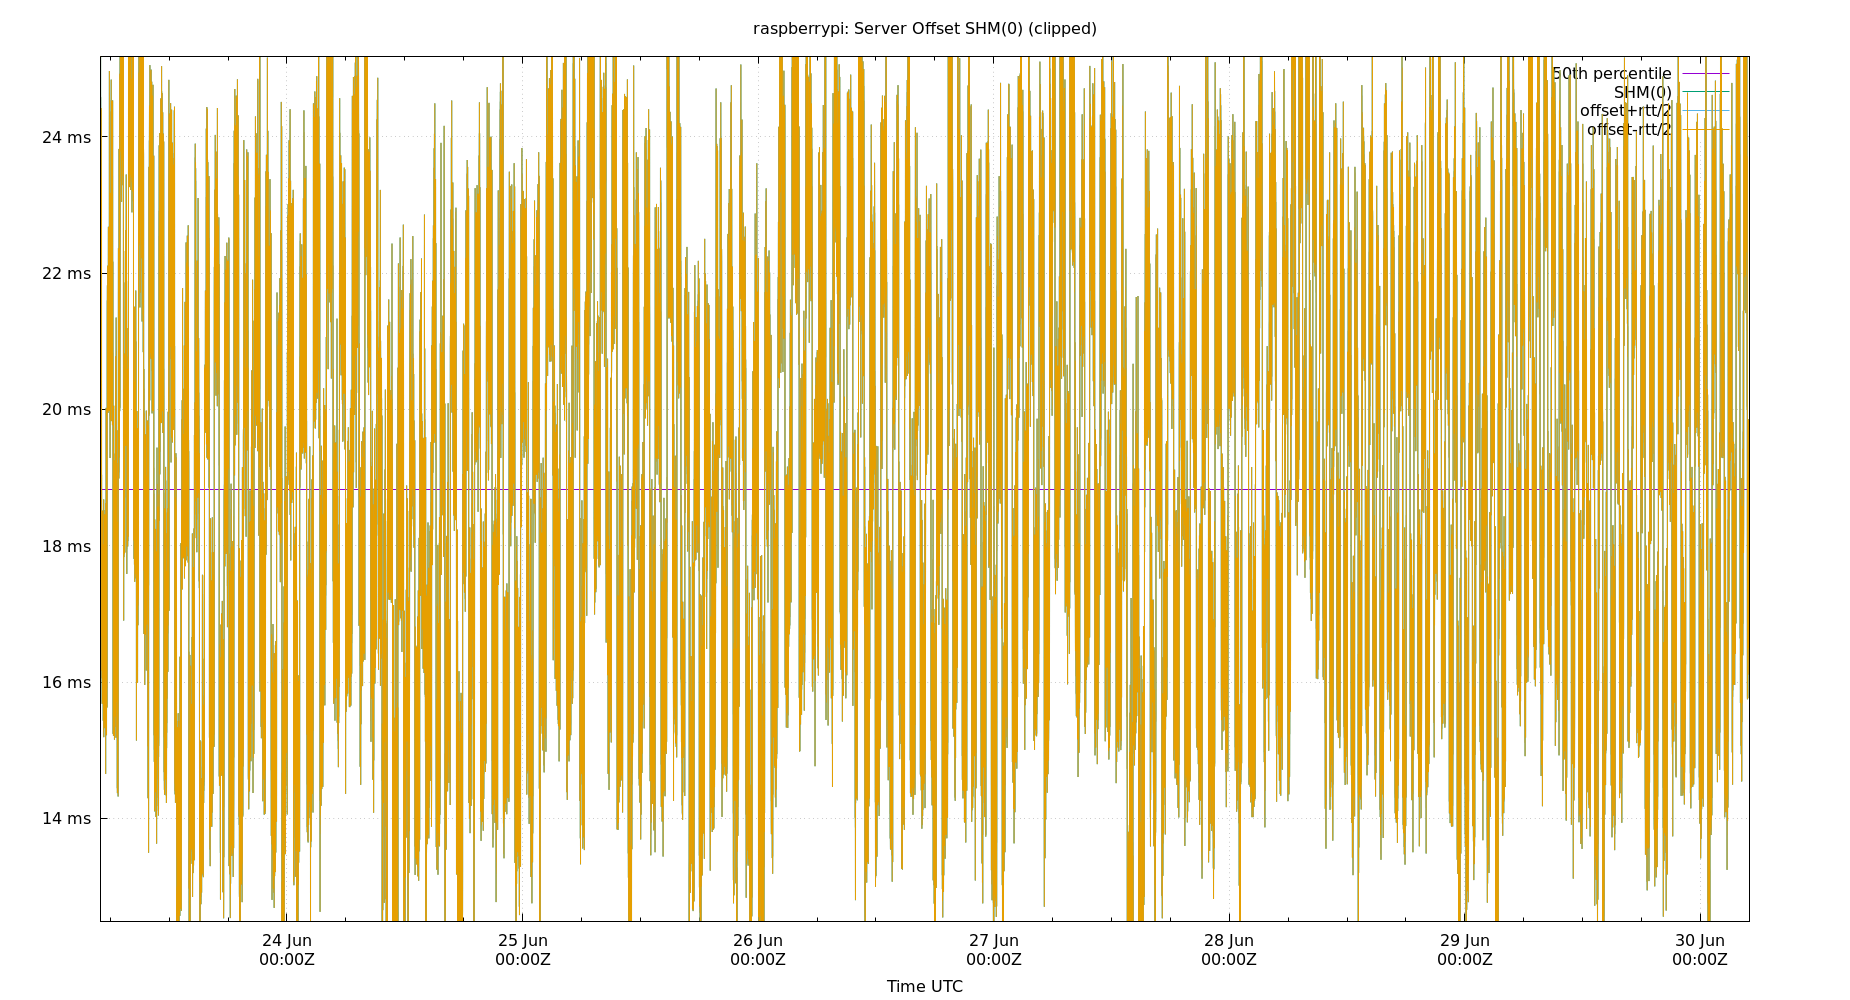 raspberrypi: Server Offset SHM(0) (clipped)
50th percentile
SHM(0)
offset+rtt/2
offset-rtt/2
24 ms
22 ms
20 ms
18 ms
16 ms
14 ms
24 Jun 25 Jun 26 Jun 27 Jun 28 Jun 29 Jun 30 Jun
00:00Z 00:00Z 00:00Z 00:00Z 00:00Z 00:00Z 00:00Z
Time UTC